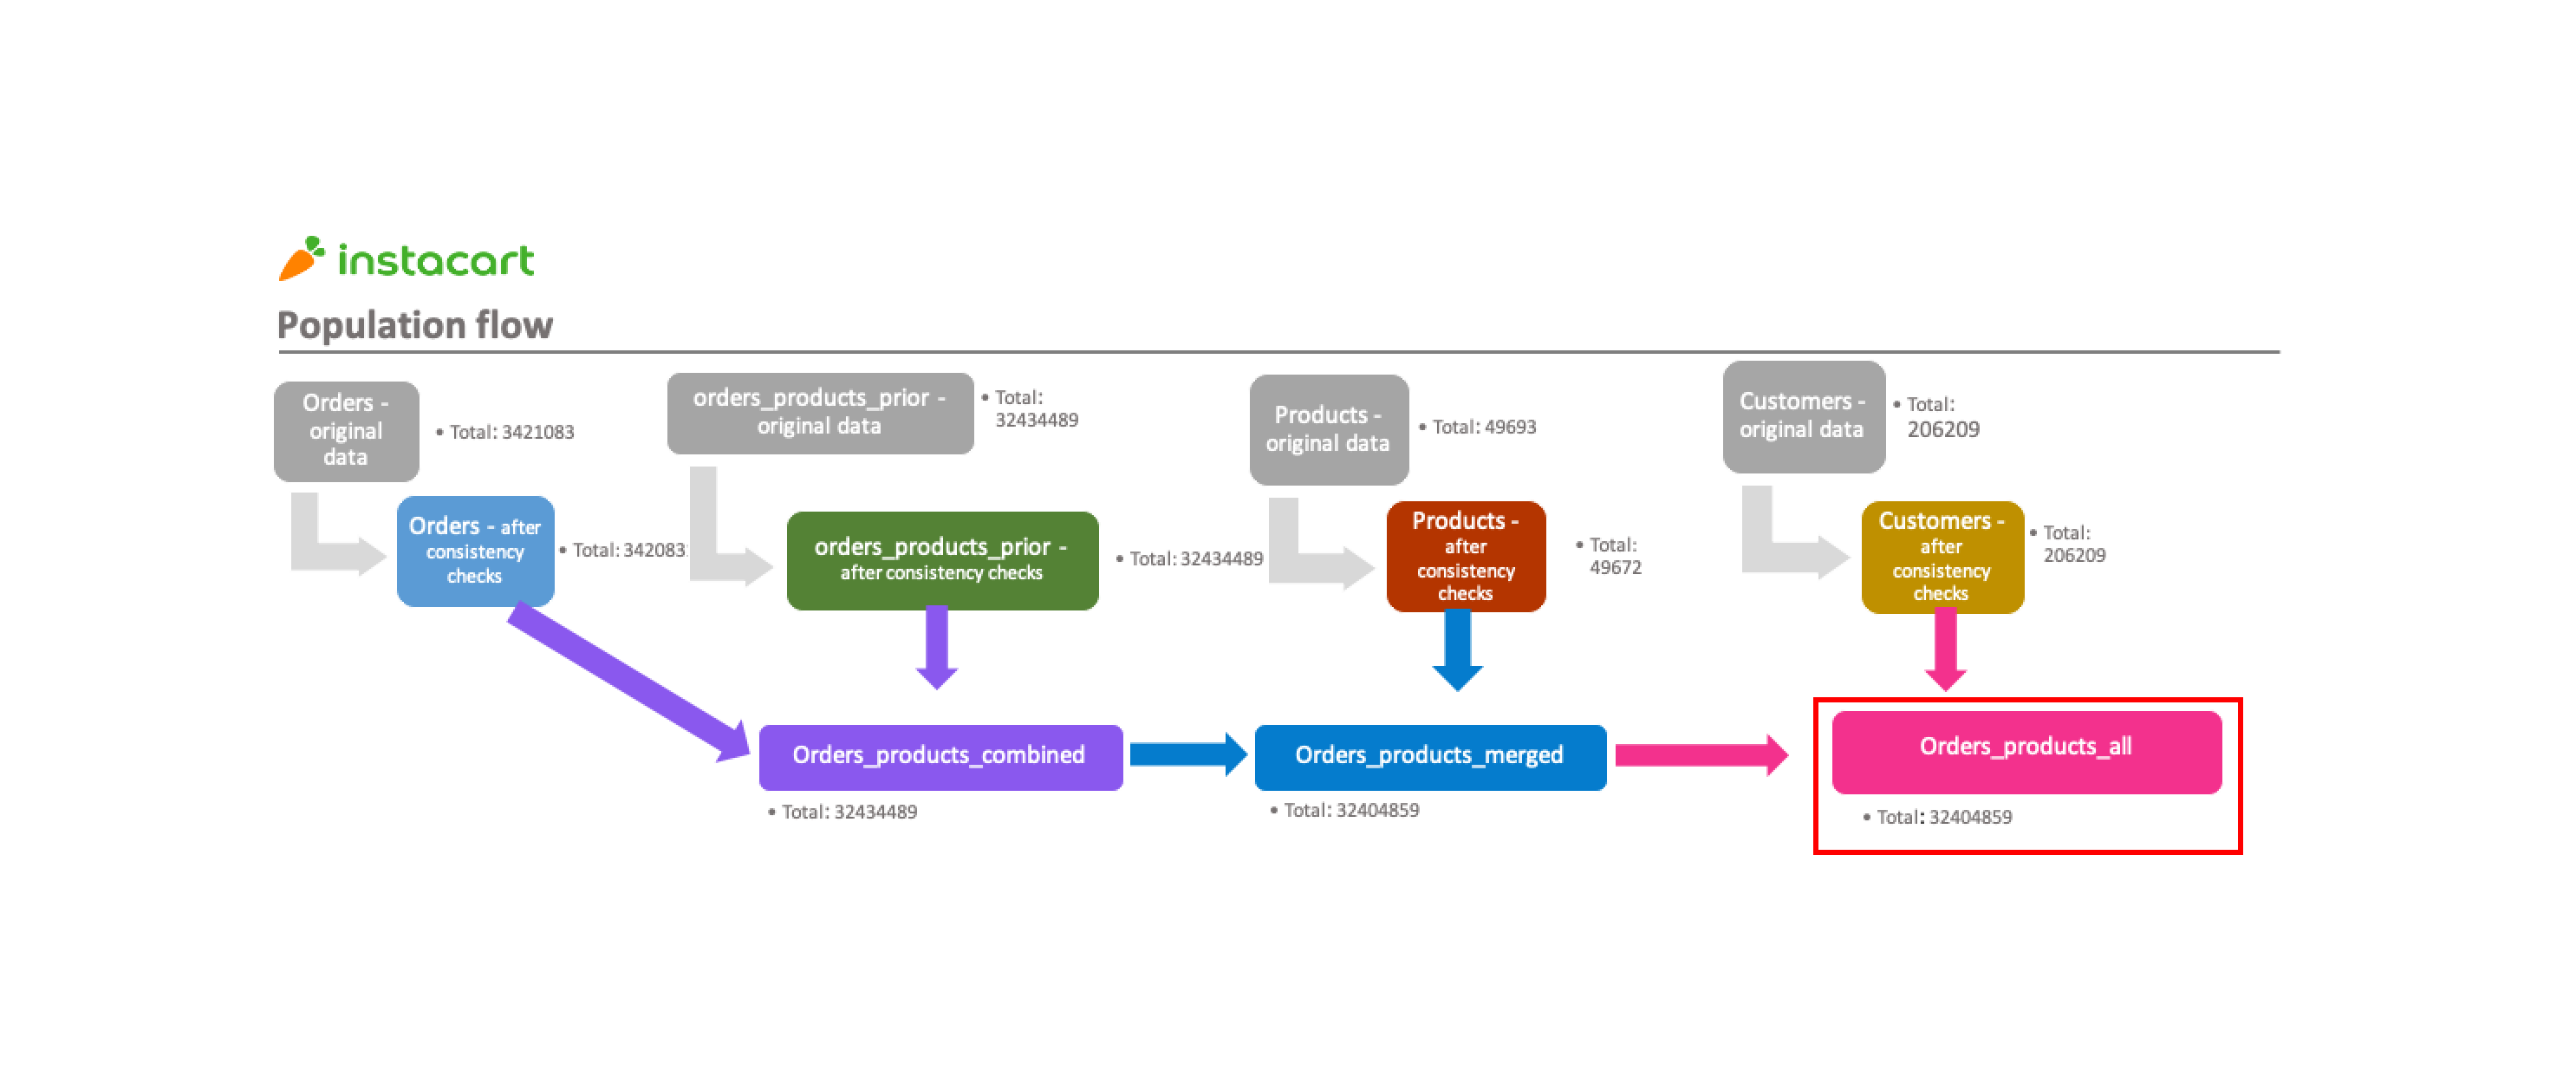 instacart
Population flow
Orders -
original
data
• Total: 3421083
orders_products_prior -
original data
• Total:
32434489
Products -
original data
• Total: 49693
Customers -
original data
• Total:
206209
Orders - after
consistency
checks
• Total: 342083
orders_products_prior -
after consistency checks
• Total: 32434489
Products -
after
consistency
checks
• Total:
49672
Customers -
after
consistency
checks
• Total:
206209
Orders_products_combined
• Total: 32434489
Orders_products_merged
• Total: 32404859
Orders_products_all
• Total: 32404859